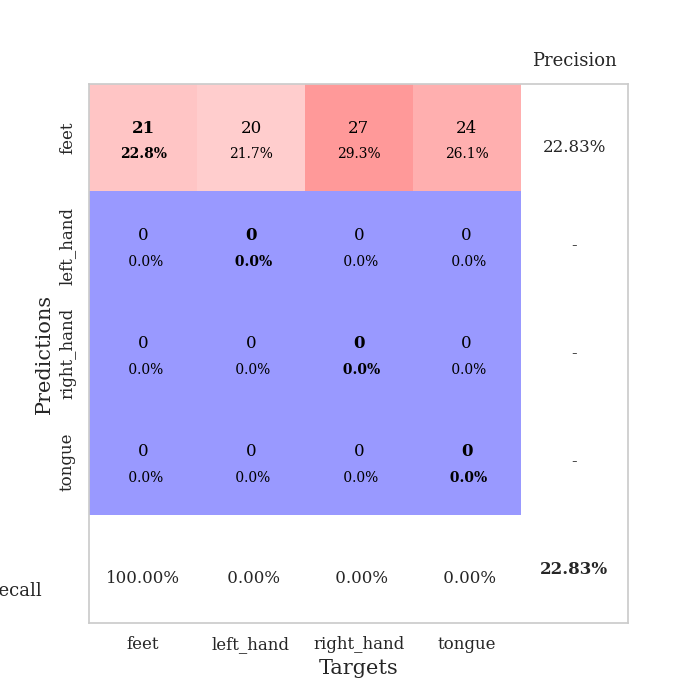 Precision
feet
21 20 27 24
22.8% 21.7% 29.3% 26.1%
22.83%
left_hand
0 0 0 0
0.0% 0.0% 0.0% 0.0%
-
right_hand
0 0 0 0
0.0% 0.0% 0.0% 0.0%
-
tongue
0 0 0 0
0.0% 0.0% 0.0% 0.0%
-
Predictions
ecall
100.00% 0.00% 0.00% 0.00%
22.83%
feet left_hand right_hand tongue
Targets